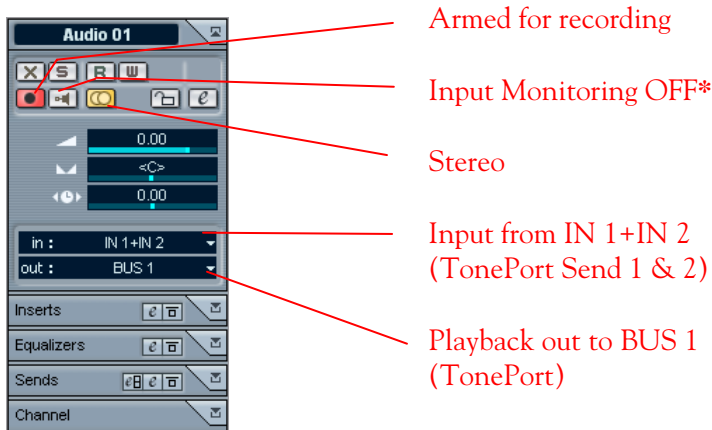 Audio 01
X S R W
e
0.00
<C>
0.00
in : IN 1+IN 2
out : BUS 1
Inserts e
Equalizers e
Sends e e
Channel
Armed for recording
Input Monitoring OFF*
Stereo
Input from IN 1+IN 2
(TonePort Send 1 & 2)
Playback out to BUS 1
(TonePort)